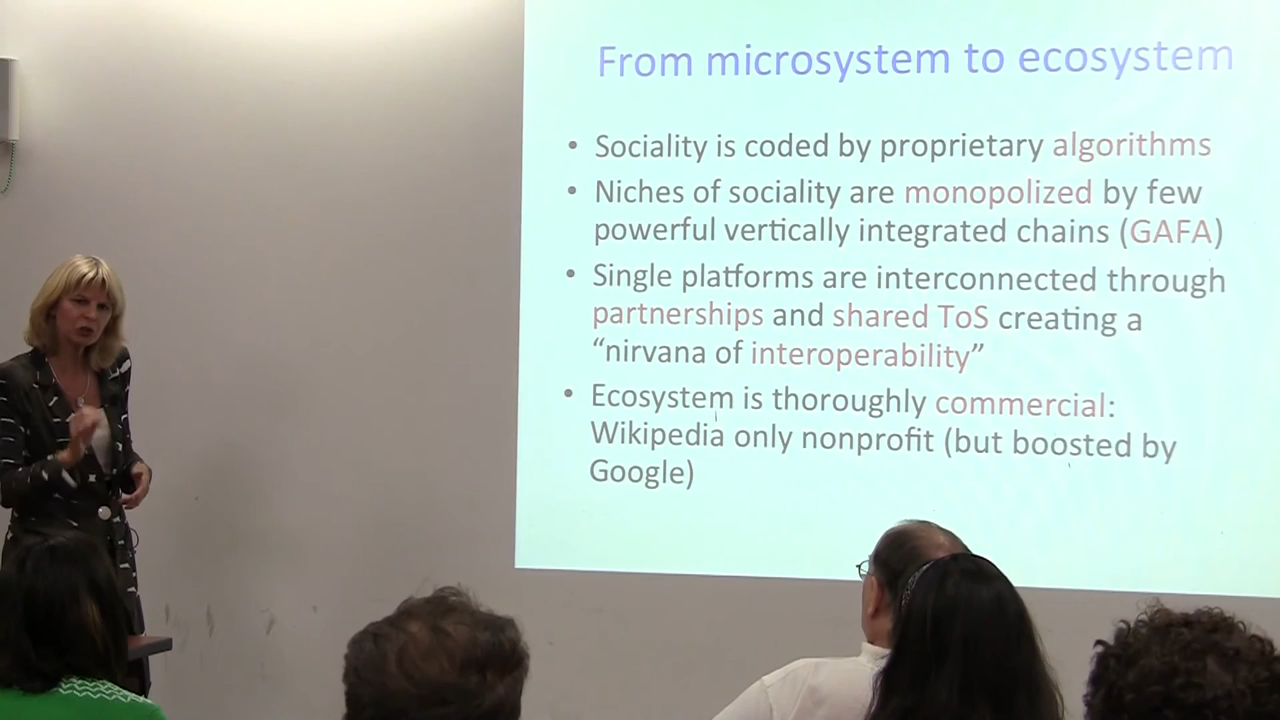 From microsystem to ecosystem
• Sociality is coded by proprietary algorithms
• Niches of sociality are monopolized by few
powerful vertically integrated chains (GAFA)
• Single platforms are interconnected through
partnerships and shared ToS creating a
“nirvana of interoperability”
• Ecosystem is thoroughly commercial:
Wikipedia only nonprofit (but boosted by
Google)